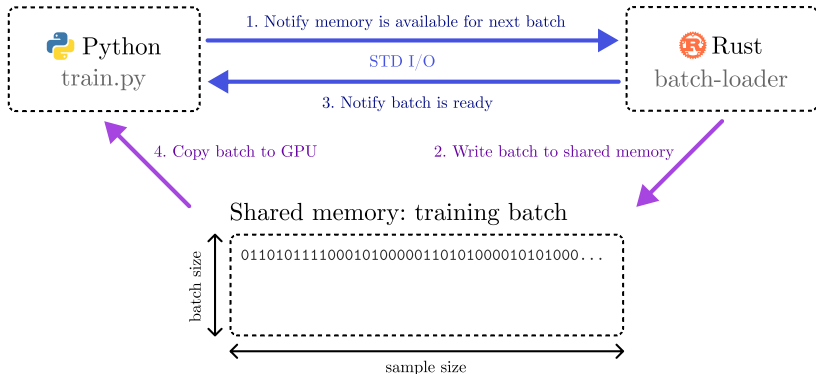 1. Notify memory is available for next batch
Python
train.py
STD I/O
Rust
batch-loader
3. Notify batch is ready
4. Copy batch to GPU
2. Write batch to shared memory
Shared memory: training batch
011010111100010100000110101000010101000...
batch size
sample size